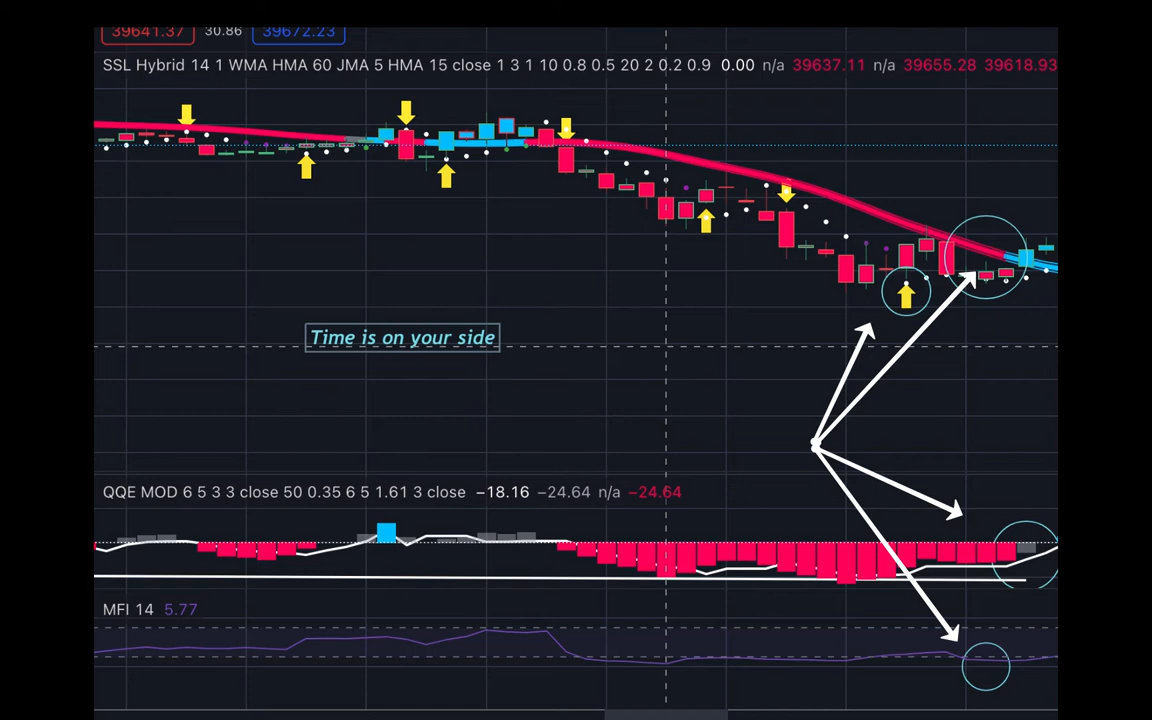 39641.37 30.86 39672.23
SSL Hybrid 14 1 WMA HMA 60 JMA 5 HMA 15 close 1 3 1 10 0.8 0.5 20 2 0.2 0.9 0.00 n/a 39637.11 n/a 39655.28 39618.93
Time is on your side
QQE MOD 6 5 3 3 close 50 0.35 6 5 1.61 3 close −18.16 −24.64 n/a −24.64
MFI 14 5.77